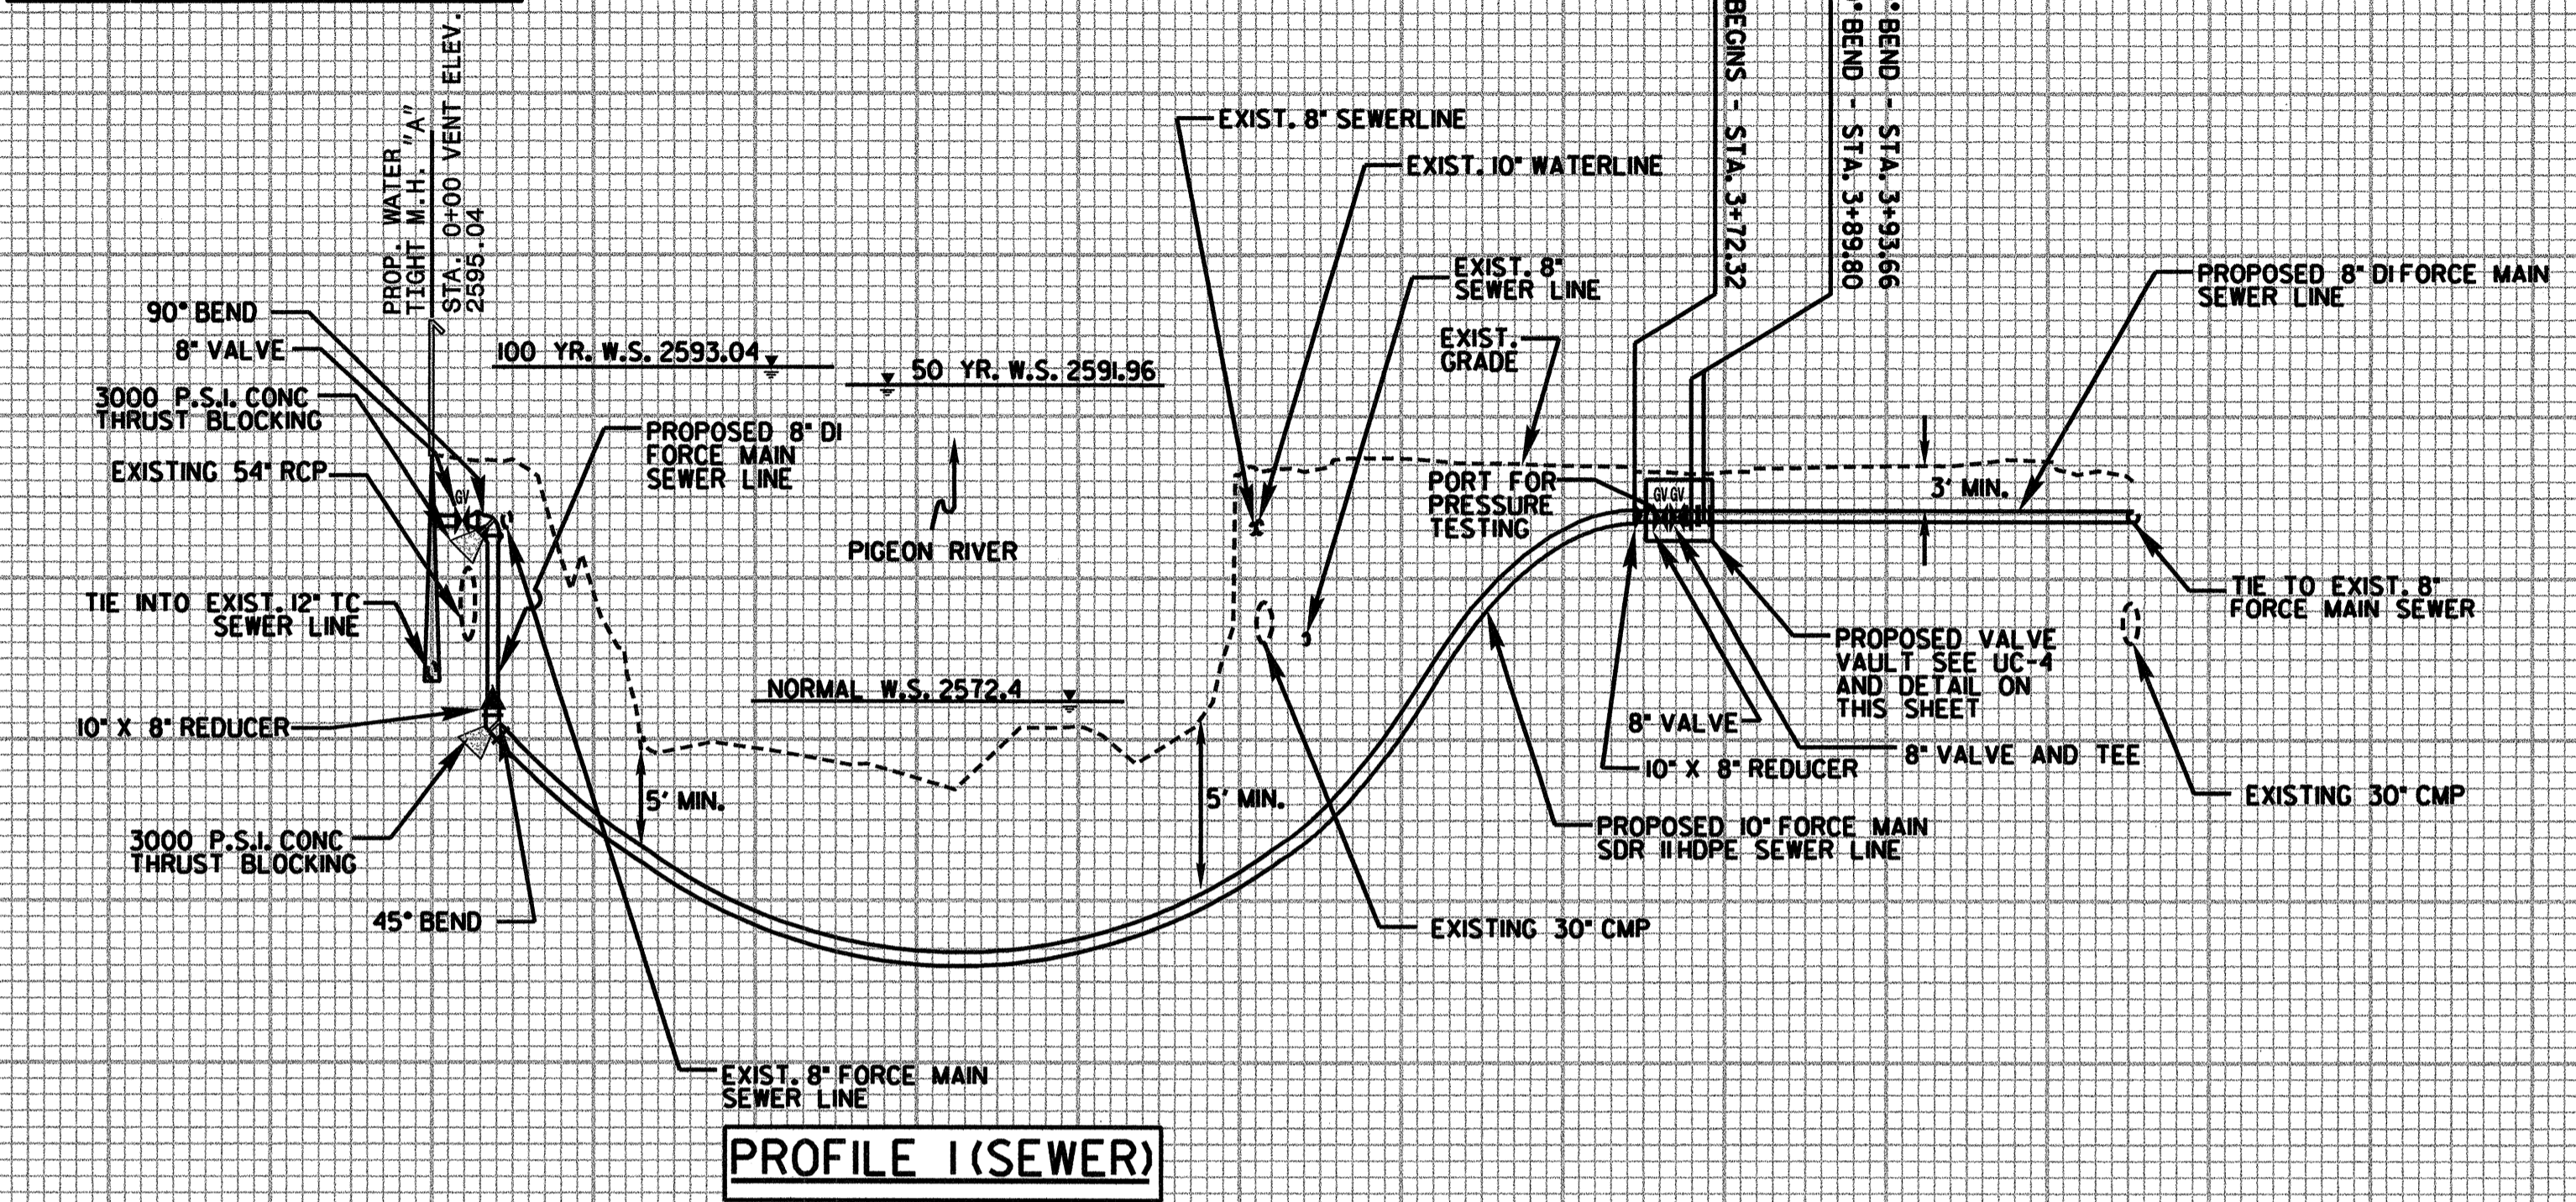 PROP. WATER
TIGHT M.H. "A"
STA. 0+00 VENT ELEV.
2595.04
BEGINS - STA. 3+72.32
BEND - STA. 3+89.80
BEND - STA. 3+93.66
EXIST. 8" SEWERLINE
EXIST. 10" WATERLINE
EXIST. 8"
SEWER LINE
EXIST.
GRADE
PROPOSED 8" DI FORCE MAIN
SEWER LINE
90° BEND
8" VALVE
3000 P.S.I. CONC
THRUST BLOCKING
EXISTING 54" RCP
TIE INTO EXIST. 12" TC
SEWER LINE
10" X 8" REDUCER
3000 P.S.I. CONC
THRUST BLOCKING
45° BEND
100 YR. W.S. 2593.04
50 YR. W.S. 2591.96
GV
PROPOSED 8" DI
FORCE MAIN
SEWER LINE
PIGEON RIVER
NORMAL W.S. 2572.4
5' MIN.
5' MIN.
PORT FOR
PRESSURE
TESTING
GV GV
3' MIN.
TIE TO EXIST. 8"
FORCE MAIN SEWER
PROPOSED VALVE
VAULT SEE UC-4
AND DETAIL ON
THIS SHEET
8" VALVE
8" VALVE AND TEE
10" X 8" REDUCER
EXISTING 30" CMP
PROPOSED 10" FORCE MAIN
SDR 11 HDPE SEWER LINE
EXISTING 30" CMP
EXIST. 8" FORCE MAIN
SEWER LINE
PROFILE 1 (SEWER)